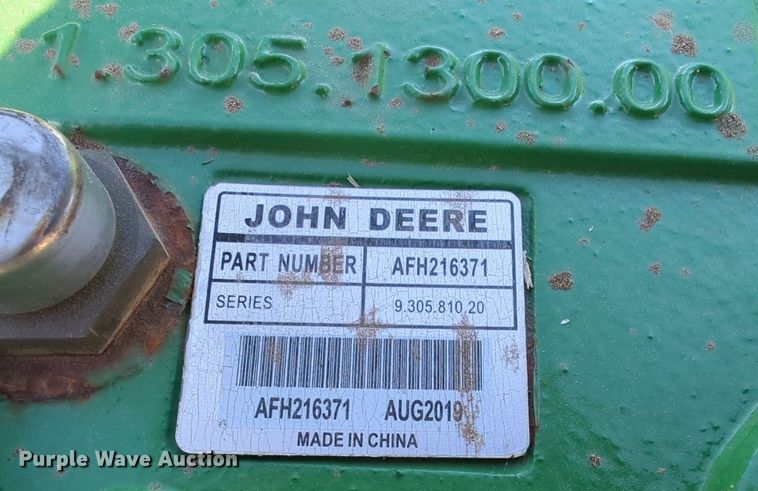 1.305.1300.00
JOHN DEERE
PART NUMBER AFH216371
SERIES 9.305.810,20
AFH216371 AUG2019
MADE IN CHINA
Purple Wave Auction